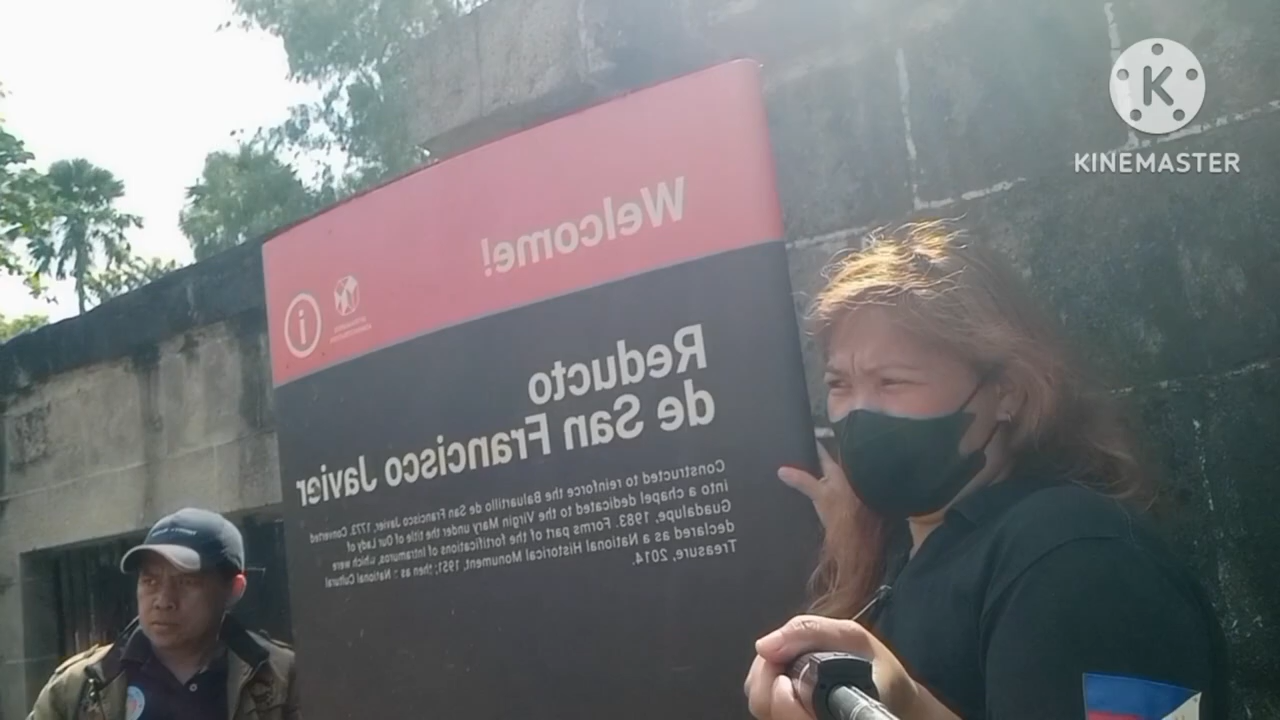 KINEMASTER
Welcome!
i
Reducto
de San Francisco Javier
Constructed to reinforce the Baluartillo de San Francisco Javier, 1773. Converted
into a chapel dedicated to the Virgin Mary under the title of Our Lady of
Guadalupe, 1983. Forms part of the fortifications of Intramuros, which were
declared as a National Historical Monument, 1951; then as National Cultural
Treasure, 2014.